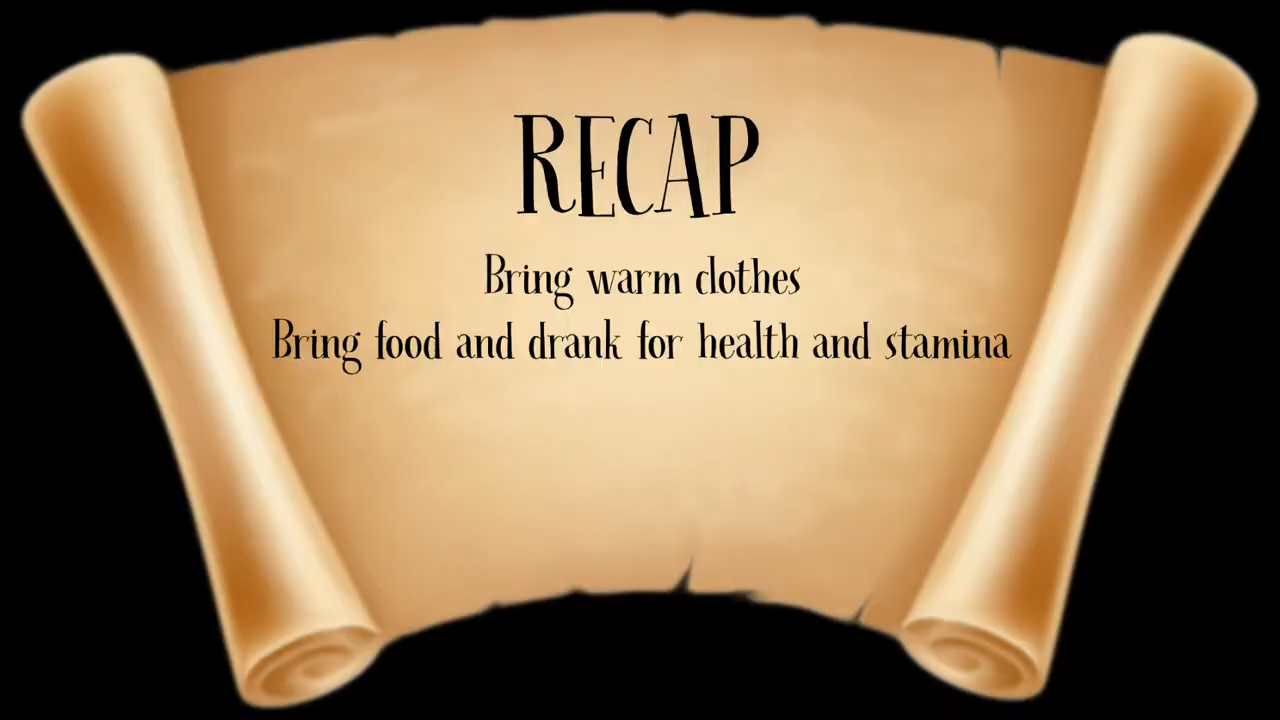 RECAP
Bring warm clothes
Bring food and drank for health and stamina